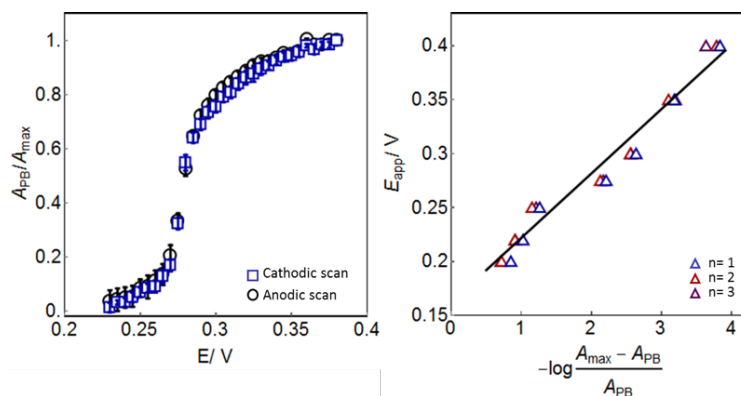 A_PB/A_max
1.
0.8
0.6
0.4
0.2
0.
0.2
0.25
0.3
0.35
0.4
E/ V
Cathodic scan
Anodic scan
E_app/ V
0.4
0.35
0.3
0.25
0.2
0.15
0
1
2
3
4
n= 1
n= 2
n= 3
−log (A_max − A_PB)/A_PB